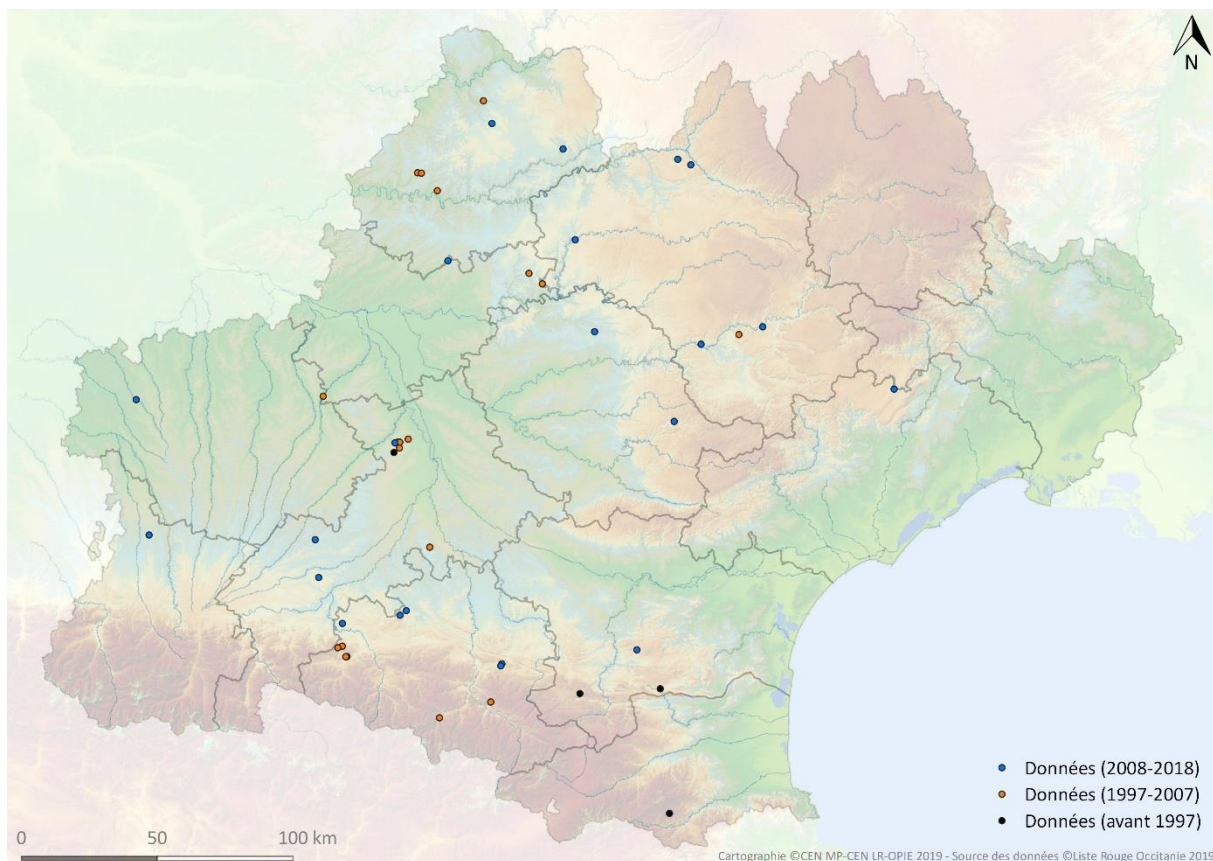 N
Données (2008-2018)
Données (1997-2007)
Données (avant 1997)
0 50 100 km
Cartographie ©CEN MP-CEN LR-OPIE 2019 - Source des données ©Liste Rouge Occitanie 2019